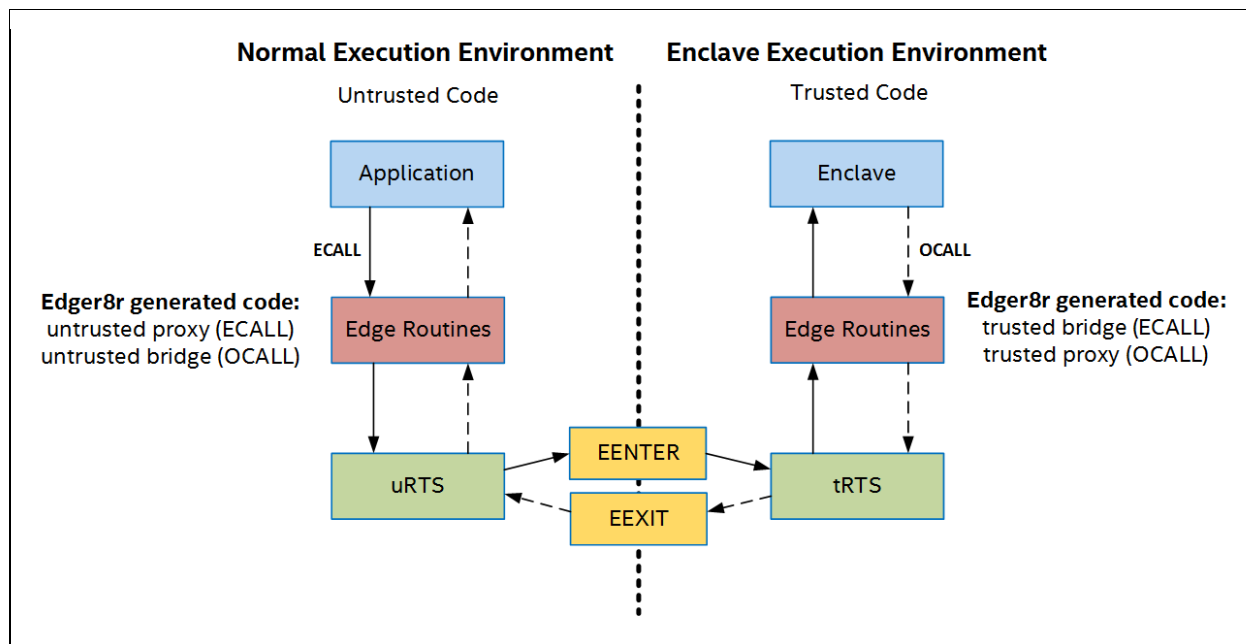 Normal Execution Environment
Untrusted Code
Enclave Execution Environment
Trusted Code
Application
Enclave
ECALL
OCALL
Edger8r generated code:
untrusted proxy (ECALL)
untrusted bridge (OCALL)
Edge Routines
Edge Routines
Edger8r generated code:
trusted bridge (ECALL)
trusted proxy (OCALL)
EENTER
uRTS
tRTS
EEXIT